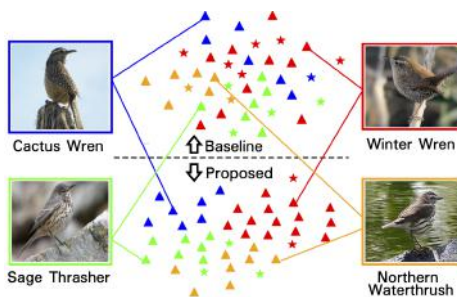 Cactus Wren
Baseline
Winter Wren
Proposed
Sage Thrasher
Northern
Waterthrush